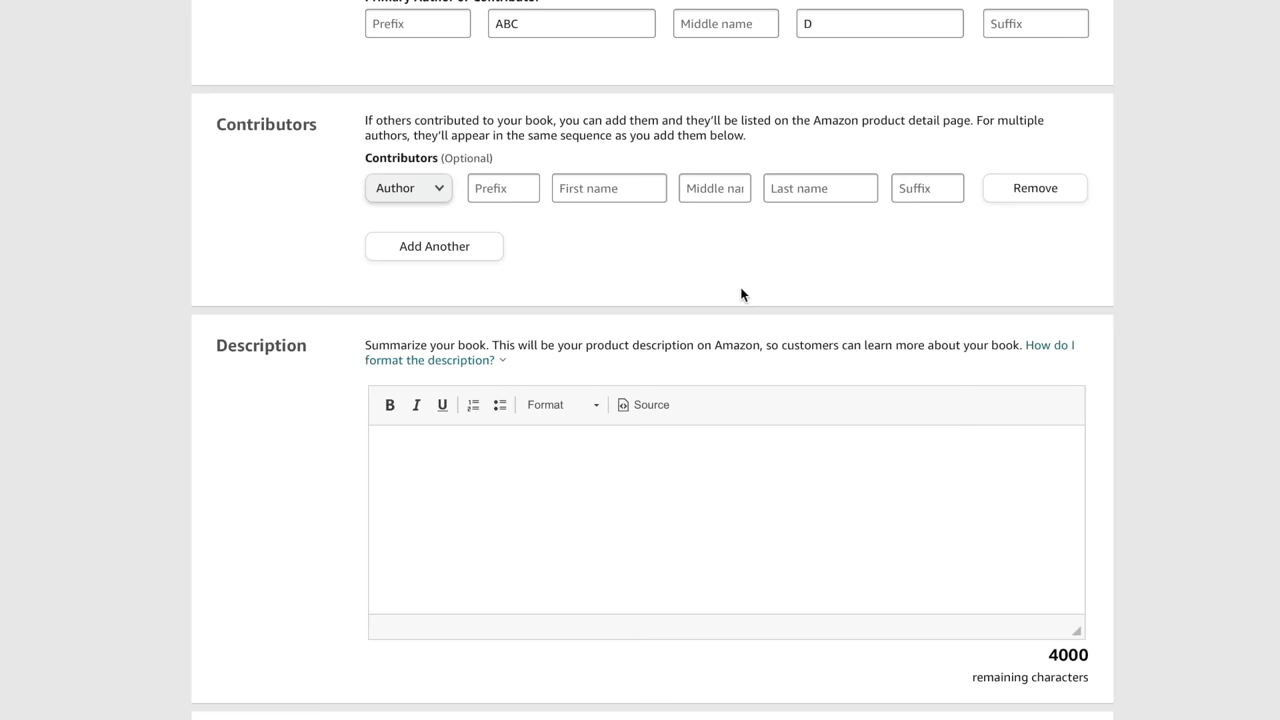 Primary Author or Contributor
Prefix ABC Middle name D Suffix
Contributors
If others contributed to your book, you can add them and they'll be listed on the Amazon product detail page. For multiple
authors, they'll appear in the same sequence as you add them below.
Contributors (Optional)
Author Prefix First name Middle nar Last name Suffix Remove
Add Another
Description
Summarize your book. This will be your product description on Amazon, so customers can learn more about your book. How do I
format the description?
B I U Format Source
4000
remaining characters